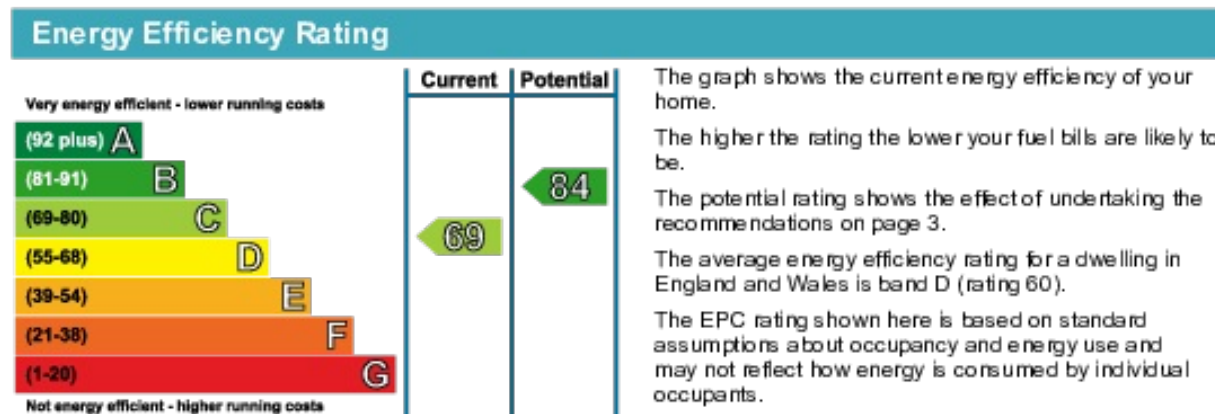 Energy Efficiency Rating
Current
Potential
Very energy efficient - lower running costs
(92 plus) A
(81-91) B
(69-80) C
(55-68) D
(39-54) E
(21-38) F
(1-20) G
Not energy efficient - higher running costs
69
84
The graph shows the current energy efficiency of your
home.
The higher the rating the lower your fuel bills are likely to
be.
The potential rating shows the effect of undertaking the
recommendations on page 3.
The average energy efficiency rating for a dwelling in
England and Wales is band D (rating 60).
The EPC rating shown here is based on standard
assumptions about occupancy and energy use and
may not reflect how energy is consumed by individual
occupants.